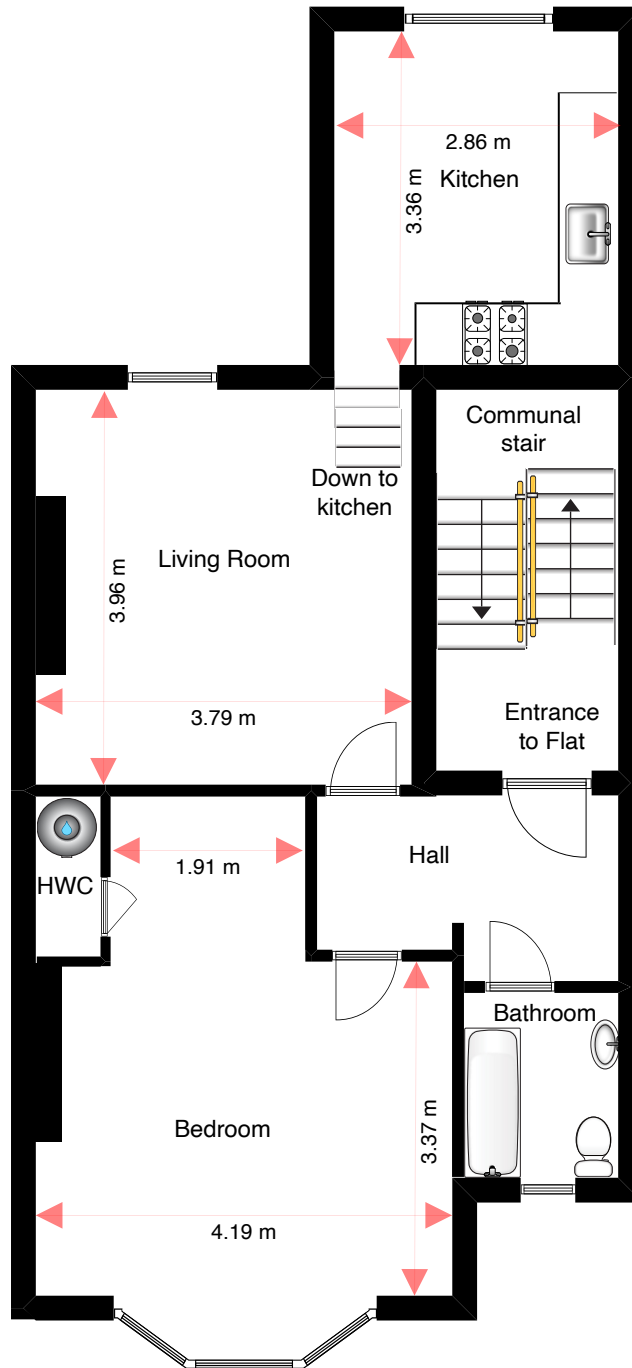 2.86 m
Kitchen
3.36 m
Communal
stair
Down to
kitchen
Living Room
3.96 m
3.79 m
Entrance
to Flat
Hall
1.91 m
HWC
Bathroom
Bedroom
3.37 m
4.19 m